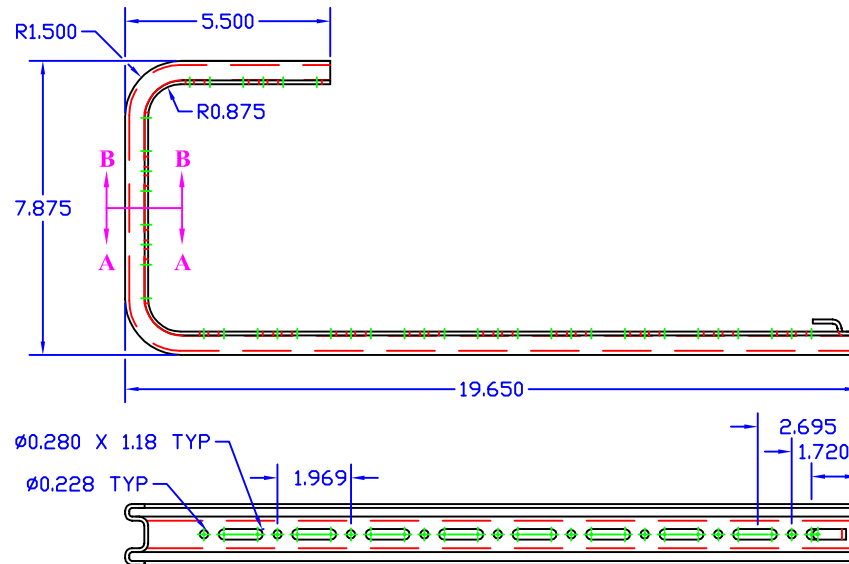 5.500
R1.500
R0.875
B B
7.875
A A
19.650
2.695
Ø0.280 X 1.18 TYP
1.720
1.969
Ø0.228 TYP